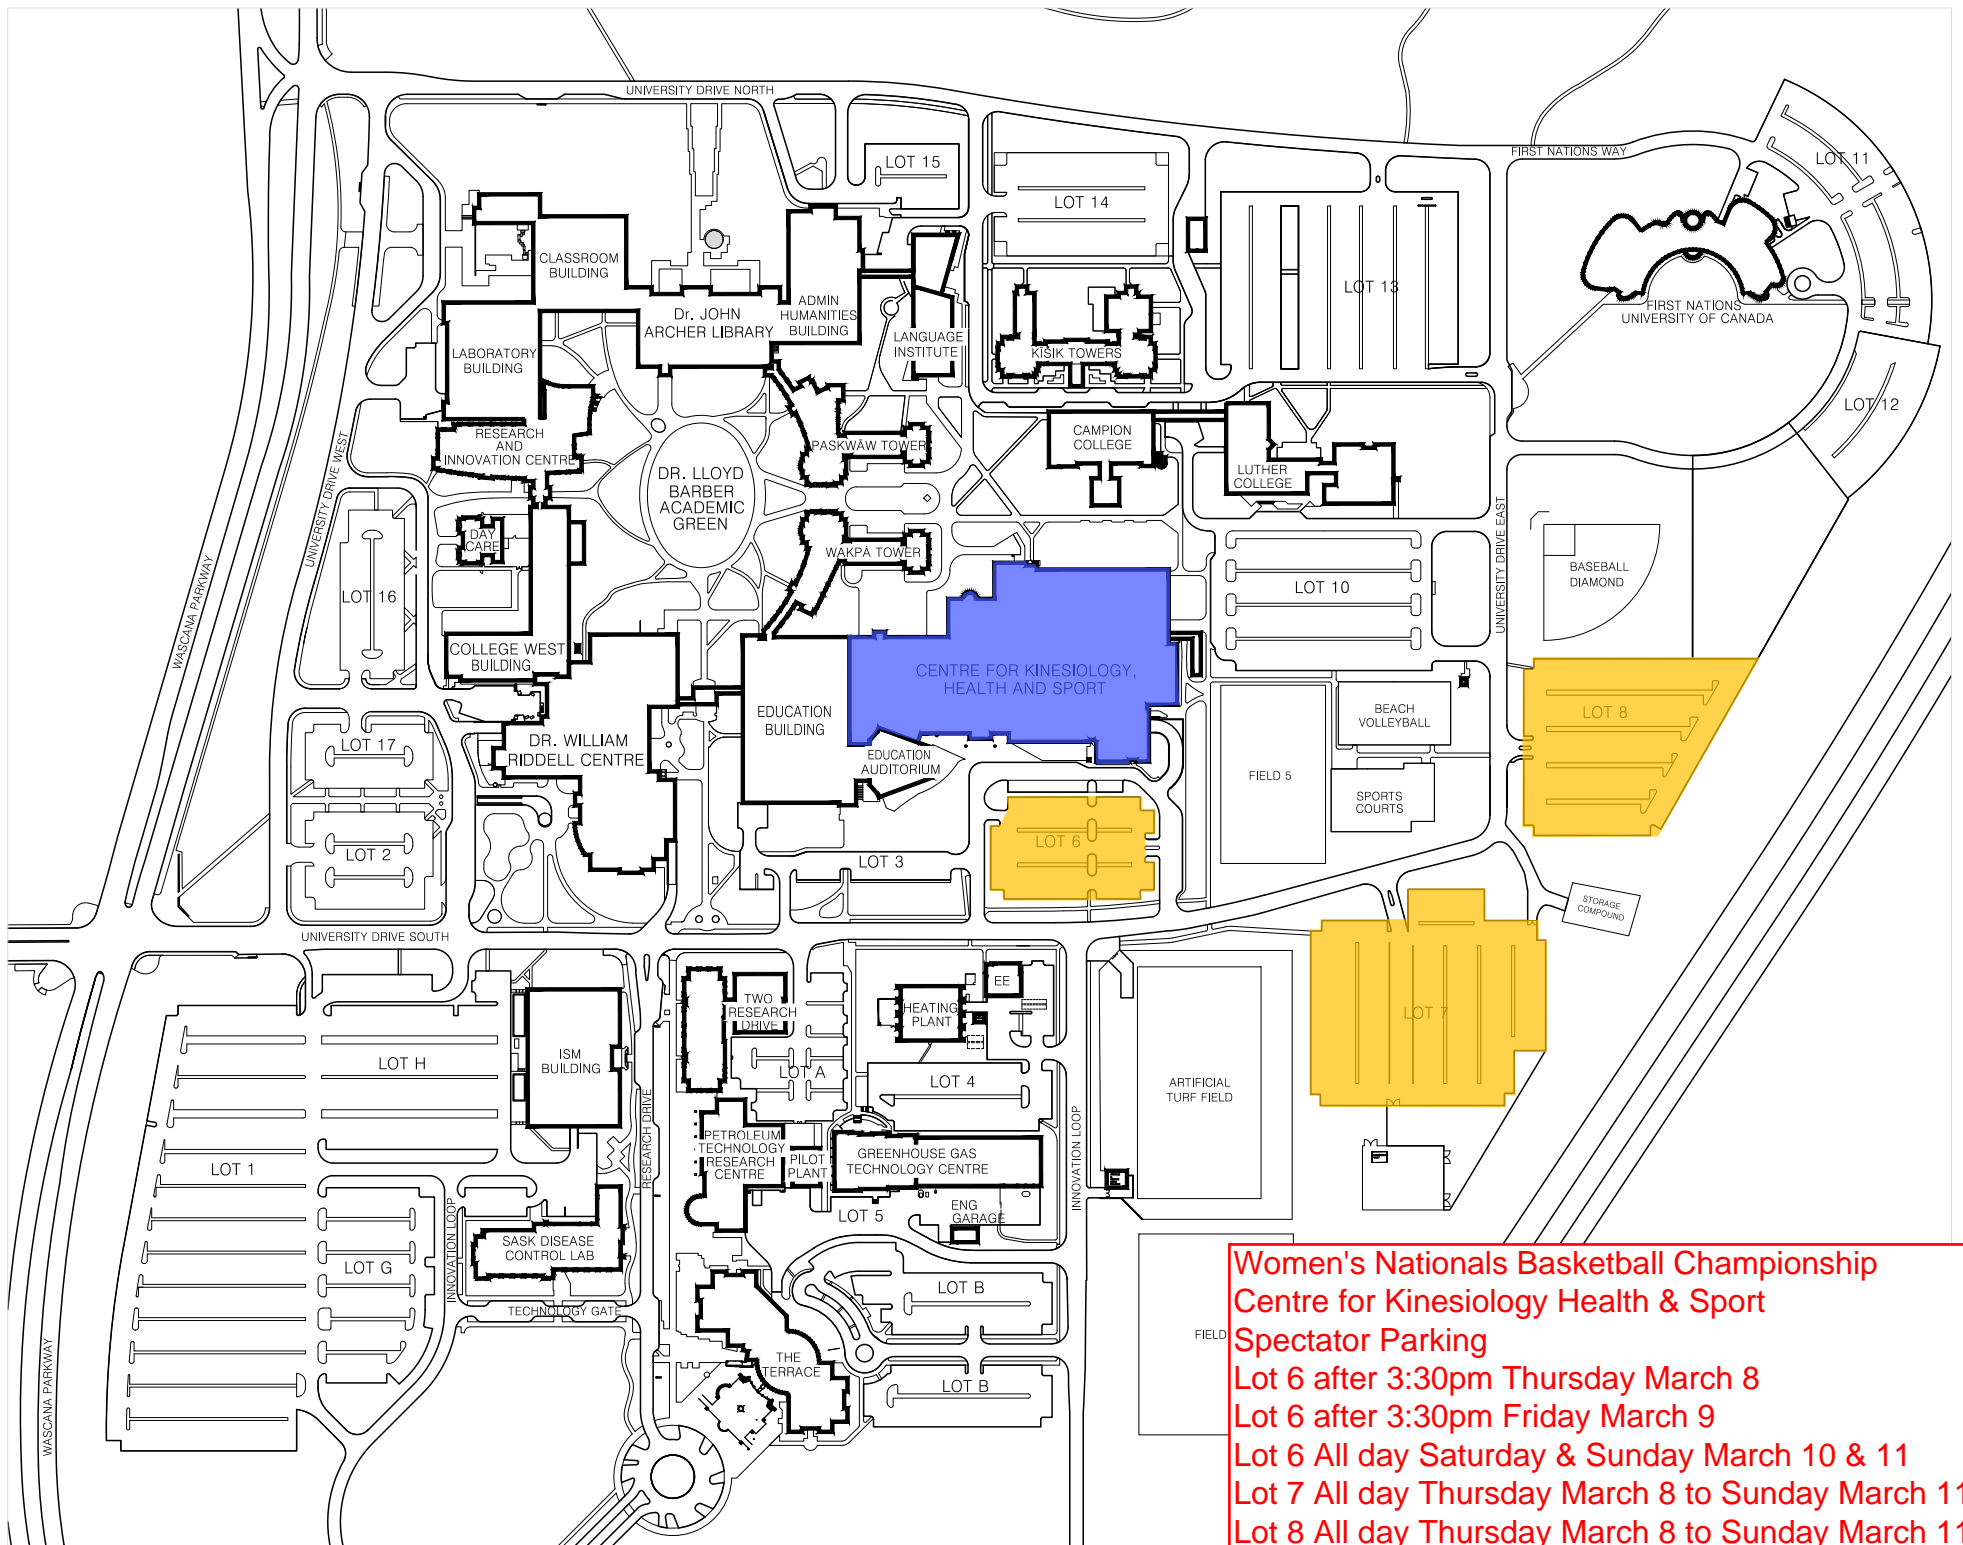 UNIVERSITY DRIVE NORTH
FIRST NATIONS WAY
LOT 11
LOT 15
LOT 14
CLASSROOM
BUILDING
LOT 13
ADMIN
HUMANITIES
BUILDING
Dr. JOHN
ARCHER LIBRARY
FIRST NATIONS
UNIVERSITY OF CANADA
LANGUAGE
INSTITUTE
KĪSIK TOWERS
LABORATORY
BUILDING
LOT 12
RESEARCH
AND
INNOVATION CENTRE
PASKWĀW TOWER
CAMPION
COLLEGE
LUTHER
COLLEGE
DR. LLOYD
BARBER
ACADEMIC
GREEN
UNIVERSITY DRIVE WEST
UNIVERSITY DRIVE EAST
DAY
CARE
WAKPĀ TOWER
BASEBALL
DIAMOND
LOT 10
LOT 16
WASCANA PARKWAY
COLLEGE WEST
BUILDING
CENTRE FOR KINESIOLOGY,
HEALTH AND SPORT
EDUCATION
BUILDING
BEACH
VOLLEYBALL
LOT 8
LOT 17
DR. WILLIAM
RIDDELL CENTRE
EDUCATION
AUDITORIUM
FIELD 5
SPORTS
COURTS
LOT 2
LOT 3
LOT 6
STORAGE
COMPOUND
UNIVERSITY DRIVE SOUTH
TWO
RESEARCH
DRIVE
EE
HEATING
PLANT
LOT 7
LOT H
ISM
BUILDING
LOT A
LOT 4
ARTIFICIAL
TURF FIELD
RESEARCH DRIVE
INNOVATION LOOP
PETROLEUM
TECHNOLOGY
RESEARCH
CENTRE
PILOT
PLANT
GREENHOUSE GAS
TECHNOLOGY CENTRE
LOT 1
LOT 5
ENG
GARAGE
INNOVATION LOOP
SASK DISEASE
CONTROL LAB
LOT G
TECHNOLOGY GATE
LOT B
THE
TERRACE
LOT B
WASCANA PARKWAY
FIELD
Women's Nationals Basketball Championship
Centre for Kinesiology Health & Sport
Spectator Parking
Lot 6 after 3:30pm Thursday March 8
Lot 6 after 3:30pm Friday March 9
Lot 6 All day Saturday & Sunday March 10 & 11
Lot 7 All day Thursday March 8 to Sunday March 11
Lot 8 All day Thursday March 8 to Sunday March 11